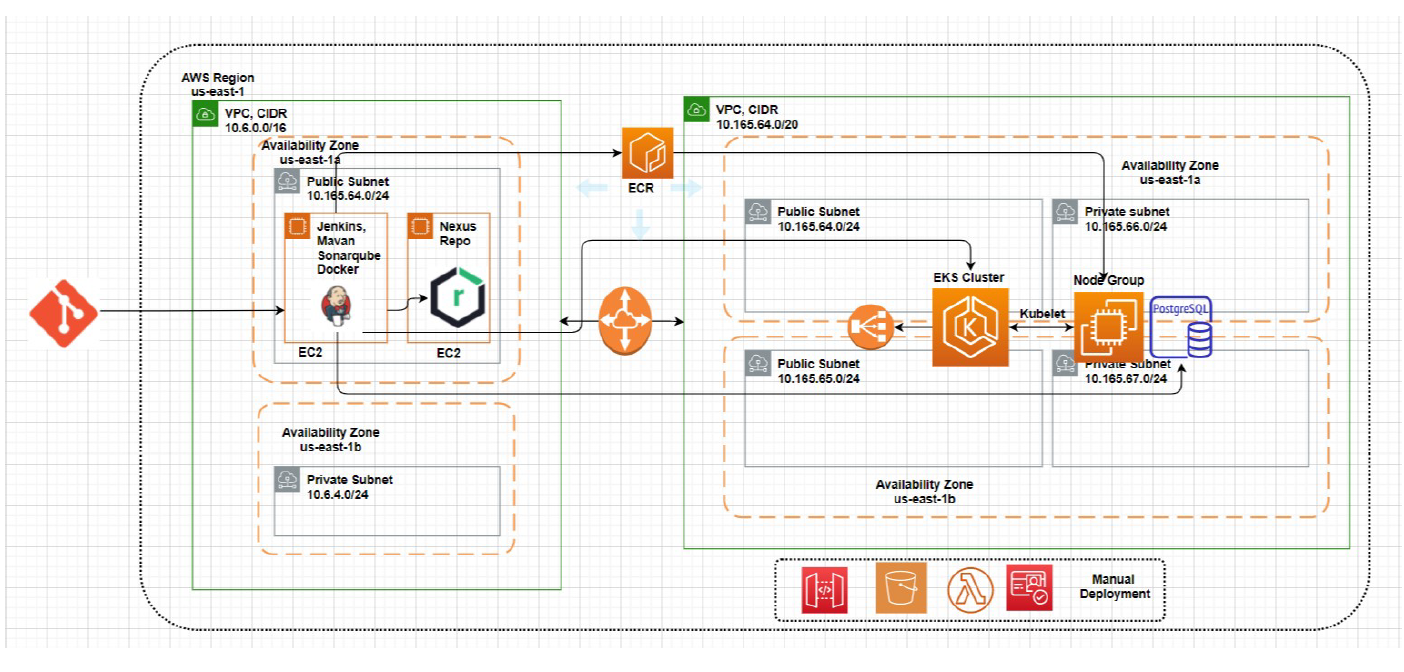 AWS Region
us-east-1
VPC, CIDR
10.6.0.0/16
Availability Zone
us-east-1a
Public Subnet
10.165.64.0/24
Jenkins,
Mavan
Sonarqube
Docker
EC2
Nexus
Repo
r
EC2
Availability Zone
us-east-1b
Private Subnet
10.6.4.0/24
ECR
VPC, CIDR
10.165.64.0/20
Availability Zone
us-east-1a
Public Subnet
10.165.64.0/24
Private subnet
10.165.66.0/24
EKS Cluster
K
Kubelet
Node Group
PostgreSQL
Public Subnet
10.165.65.0/24
Private Subnet
10.165.67.0/24
Availability Zone
us-east-1b
</>
Manual
Deployment